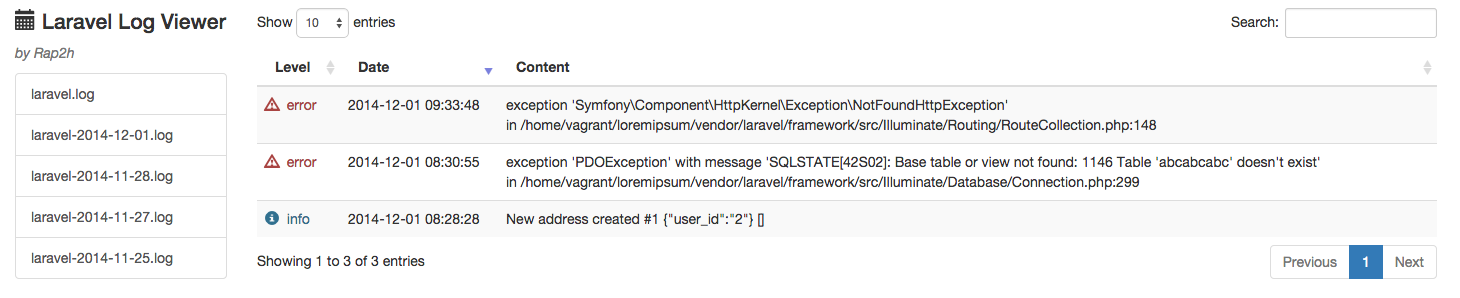 Laravel Log Viewer
by Rap2h
laravel.log
laravel-2014-12-01.log
laravel-2014-11-28.log
laravel-2014-11-27.log
laravel-2014-11-25.log
Show 10 entries
Search:
Level Date Content
error 2014-12-01 09:33:48 exception 'Symfony\Component\HttpKernel\Exception\NotFoundHttpException'
in /home/vagrant/loremipsum/vendor/laravel/framework/src/Illuminate/Routing/RouteCollection.php:148
error 2014-12-01 08:30:55 exception 'PDOException' with message 'SQLSTATE[42S02]: Base table or view not found: 1146 Table 'abcabcabc' doesn't exist'
in /home/vagrant/loremipsum/vendor/laravel/framework/src/Illuminate/Database/Connection.php:299
info 2014-12-01 08:28:28 New address created #1 {"user_id":"2"} []
Showing 1 to 3 of 3 entries
Previous 1 Next